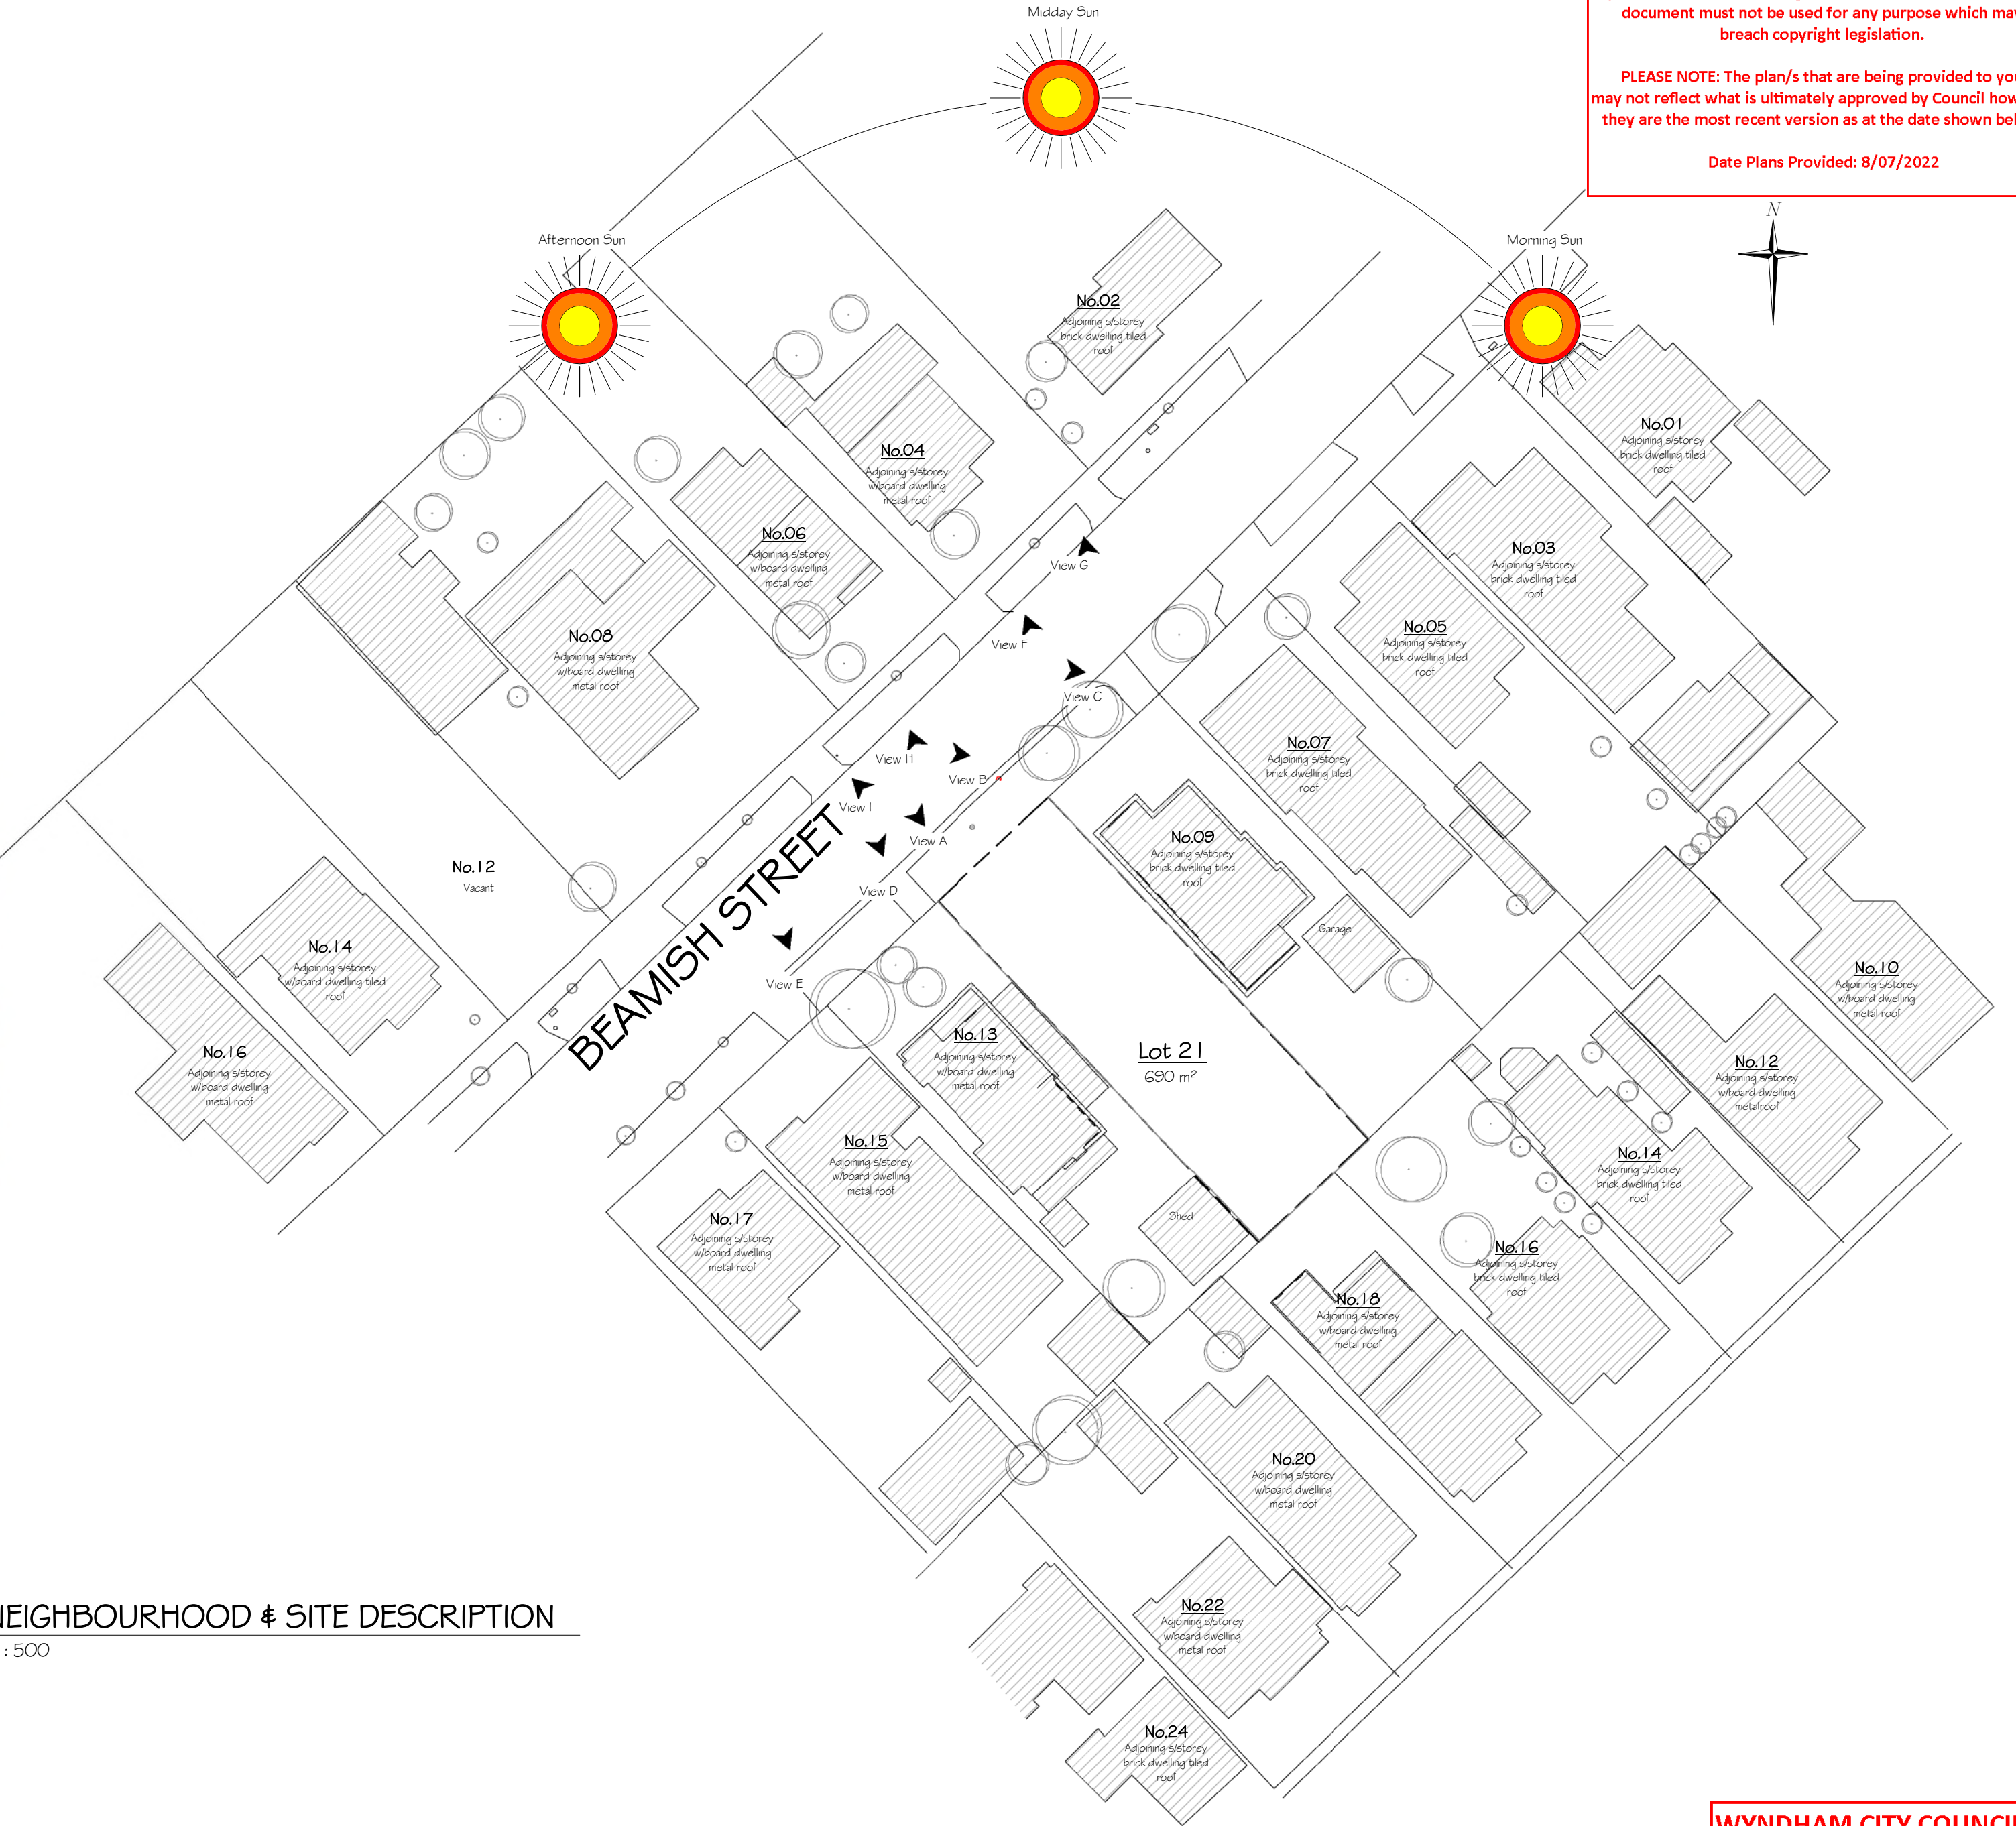 document must not be used for any purpose which may
breach copyright legislation.
PLEASE NOTE: The plan/s that are being provided to you
may not reflect what is ultimately approved by Council how
they are the most recent version as at the date shown bel
Date Plans Provided: 8/07/2022
N
Midday Sun
Afternoon Sun
Morning Sun
No.02
Adjoining s/storey
brick dwelling tiled
roof
No.01
Adjoining s/storey
brick dwelling tiled
roof
No.04
Adjoining s/storey
w/board dwelling
metal roof
No.06
Adjoining s/storey
w/board dwelling
metal roof
No.03
Adjoining s/storey
brick dwelling tiled
roof
No.08
Adjoining s/storey
w/board dwelling
metal roof
No.05
Adjoining s/storey
brick dwelling tiled
roof
View G
View F
View C
View H
View B
View I
View A
View D
View E
BEAMISH STREET
No.07
Adjoining s/storey
brick dwelling tiled
roof
No.09
Adjoining s/storey
brick dwelling tiled
roof
Garage
No.12
Vacant
No.14
Adjoining s/storey
w/board dwelling tiled
roof
No.16
Adjoining s/storey
w/board dwelling
metal roof
No.13
Adjoining s/storey
w/board dwelling
metal roof
Lot 21
690 m²
No.10
Adjoining s/storey
w/board dwelling
metal roof
No.12
Adjoining s/storey
w/board dwelling
metalroof
No.15
Adjoining s/storey
w/board dwelling
metal roof
No.14
Adjoining s/storey
brick dwelling tiled
roof
No.17
Adjoining s/storey
w/board dwelling
metal roof
Shed
No.16
Adjoining s/storey
brick dwelling tiled
roof
No.18
Adjoining s/storey
w/board dwelling
metal roof
No.20
Adjoining s/storey
w/board dwelling
metal roof
No.22
Adjoining s/storey
w/board dwelling
metal roof
No.24
Adjoining s/storey
brick dwelling tiled
roof
NEIGHBOURHOOD & SITE DESCRIPTION
: 500
WYNDHAM CITY COUNCI